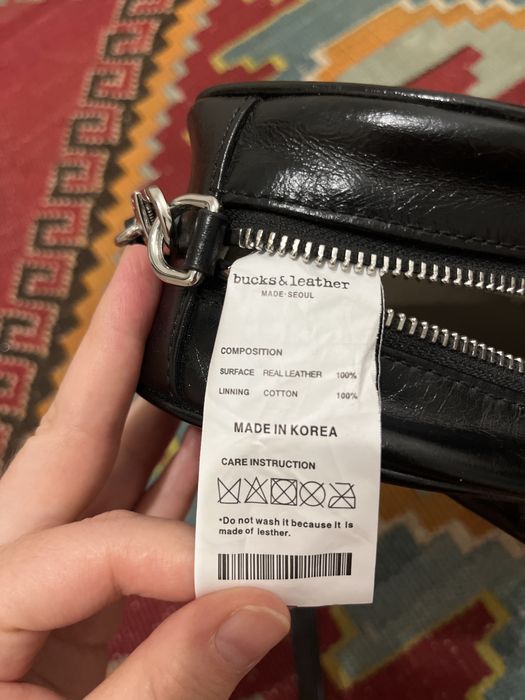 bucks&leather
MADE-SEOUL
COMPOSITION
SURFACE REAL LEATHER 100%
LINNING COTTON 100%
MADE IN KOREA
CARE INSTRUCTION
*Do not wash it because it is
made of leather.